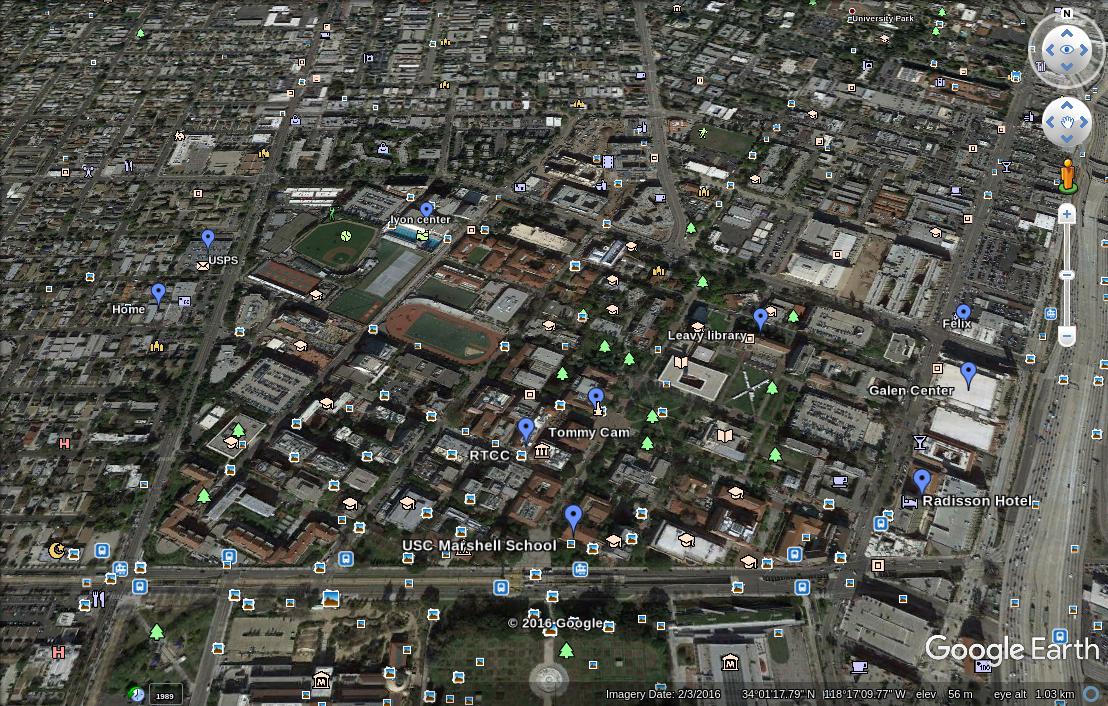 University Park
N
lyon center
USPS
Home
Felix
Leavy library
Galen Center
Tommy Cam
RTCC
Radisson Hotel
USC Marshell School
© 2016 Google
Google Earth
1989
Imagery Date: 2/3/2016 34°01'17.79" N 118°17'09.77" W elev 56 m eye alt 1.03 km